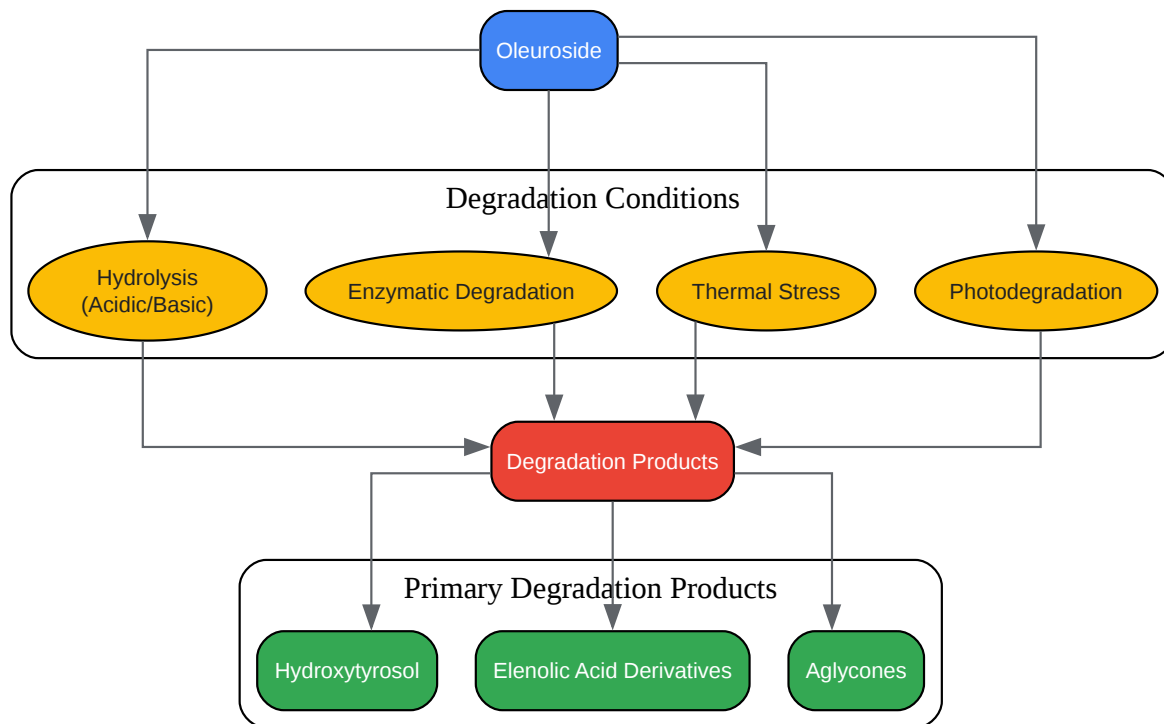 Oleuroside
Degradation Conditions
Hydrolysis
(Acidic/Basic)
Enzymatic Degradation
Thermal Stress
Photodegradation
Degradation Products
Primary Degradation Products
Hydroxytyrosol
Elenolic Acid Derivatives
Aglycones